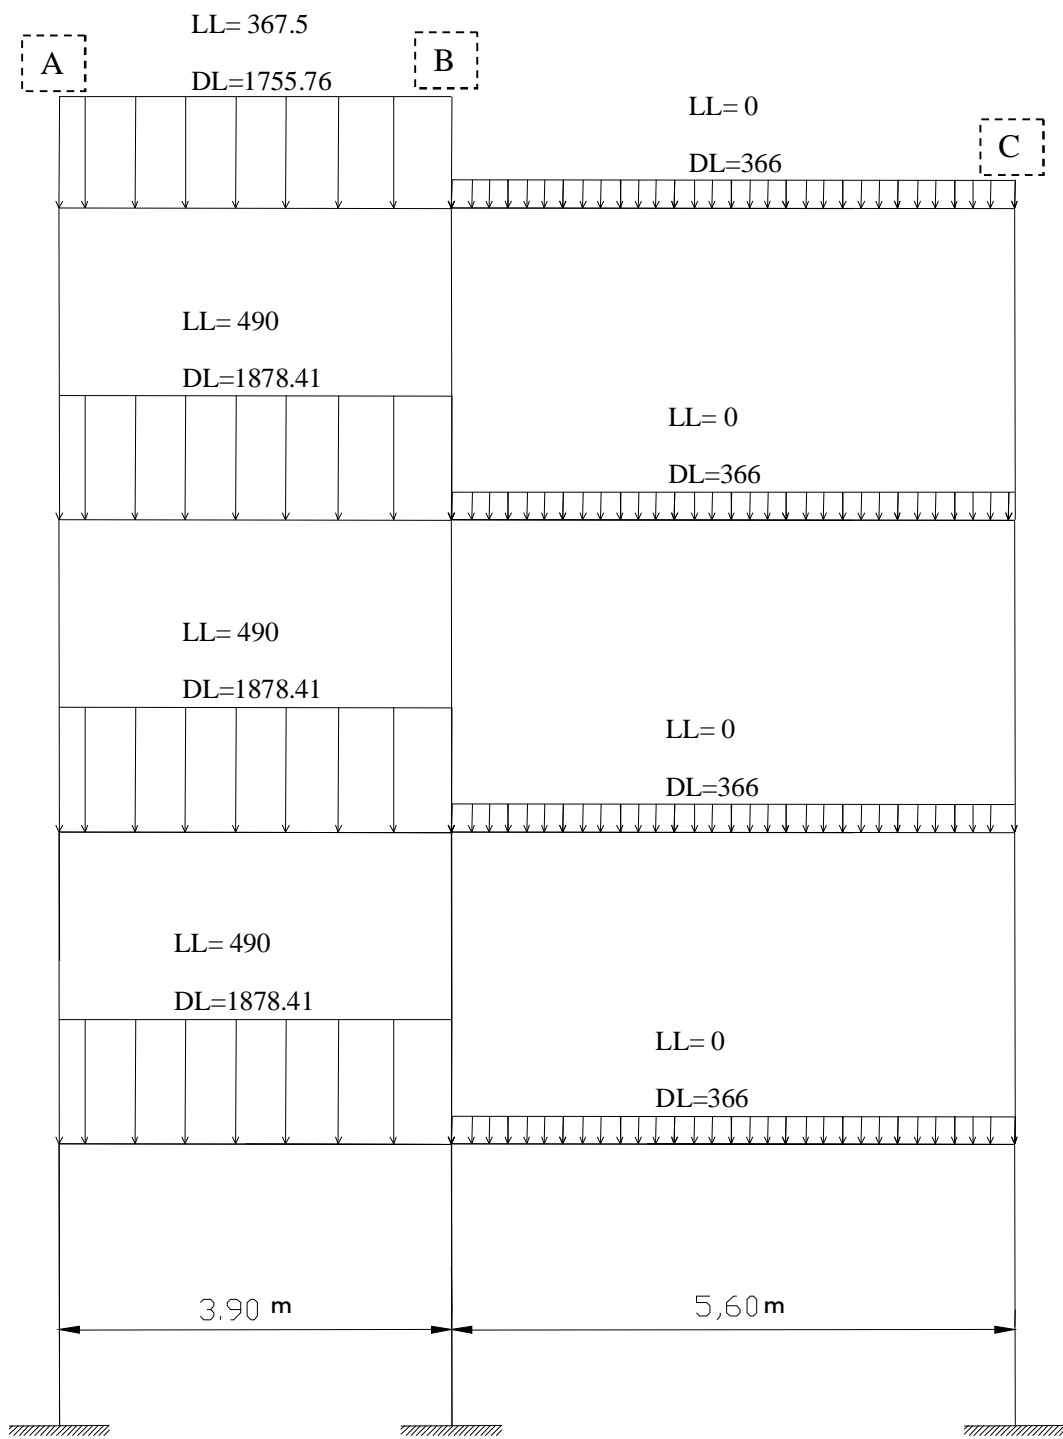 LL= 367.5
A
B
DL=1755.76
LL= 0
C
DL=366
LL= 490
DL=1878.41
LL= 0
DL=366
LL= 490
DL=1878.41
LL= 0
DL=366
LL= 490
DL=1878.41
LL= 0
DL=366
3.90 m
5,60 m